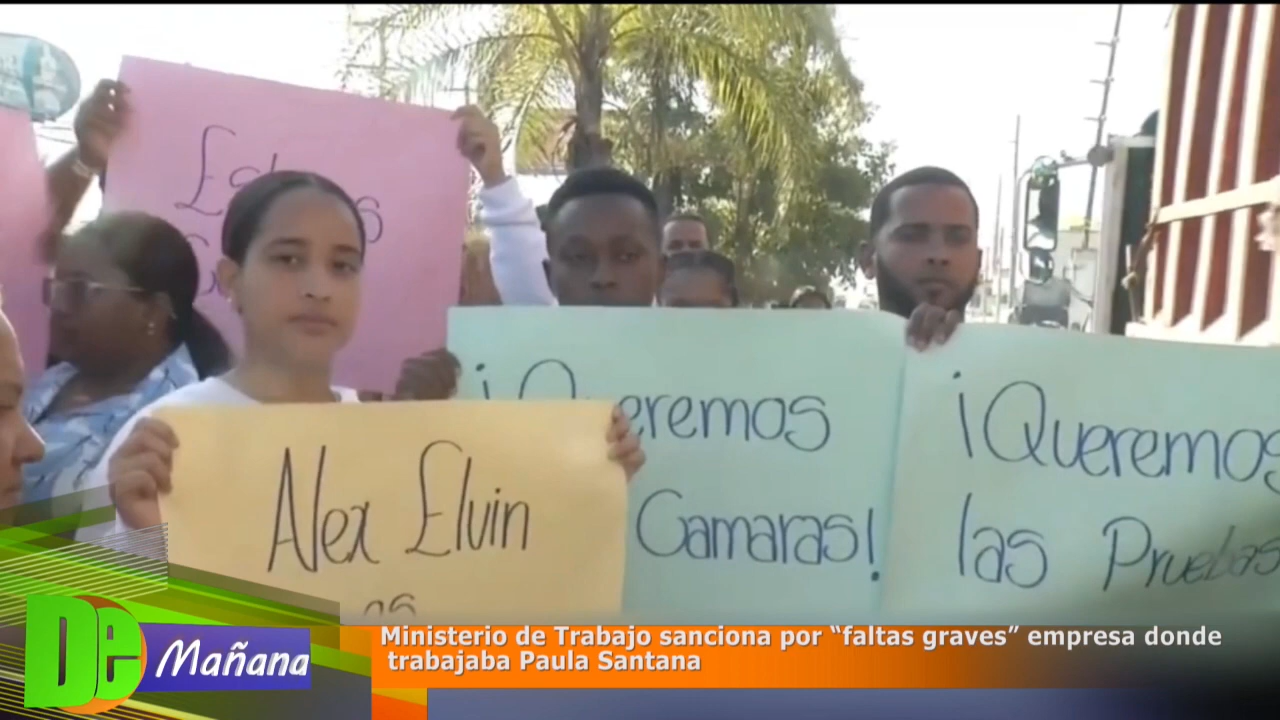 ¡Queremos
Camaras!
¡Queremos
las Pruebas
Alex Elvin
es
De
Mañana
Ministerio de Trabajo sanciona por “faltas graves” empresa donde
trabajaba Paula Santana